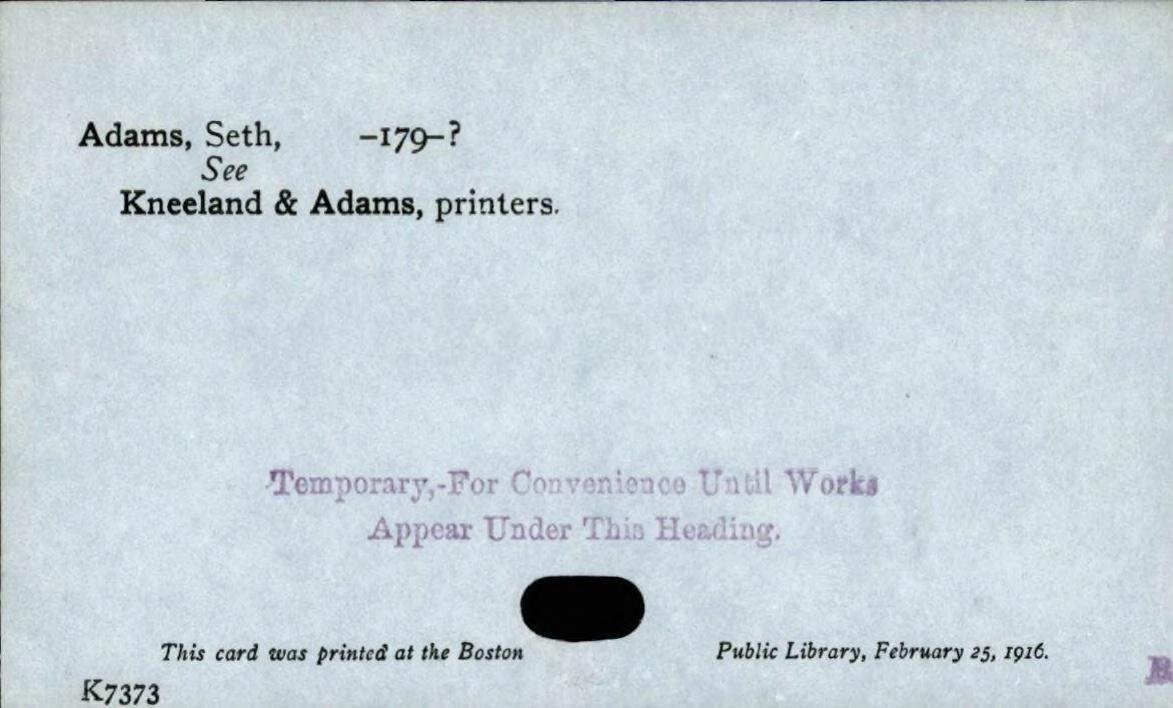 Adams, Seth, –179–?
See
Kneeland & Adams, printers.
Temporary,-For Convenience Until Works
Appear Under This Heading.
This card was printed at the Boston Public Library, February 25, 1916.
K7373